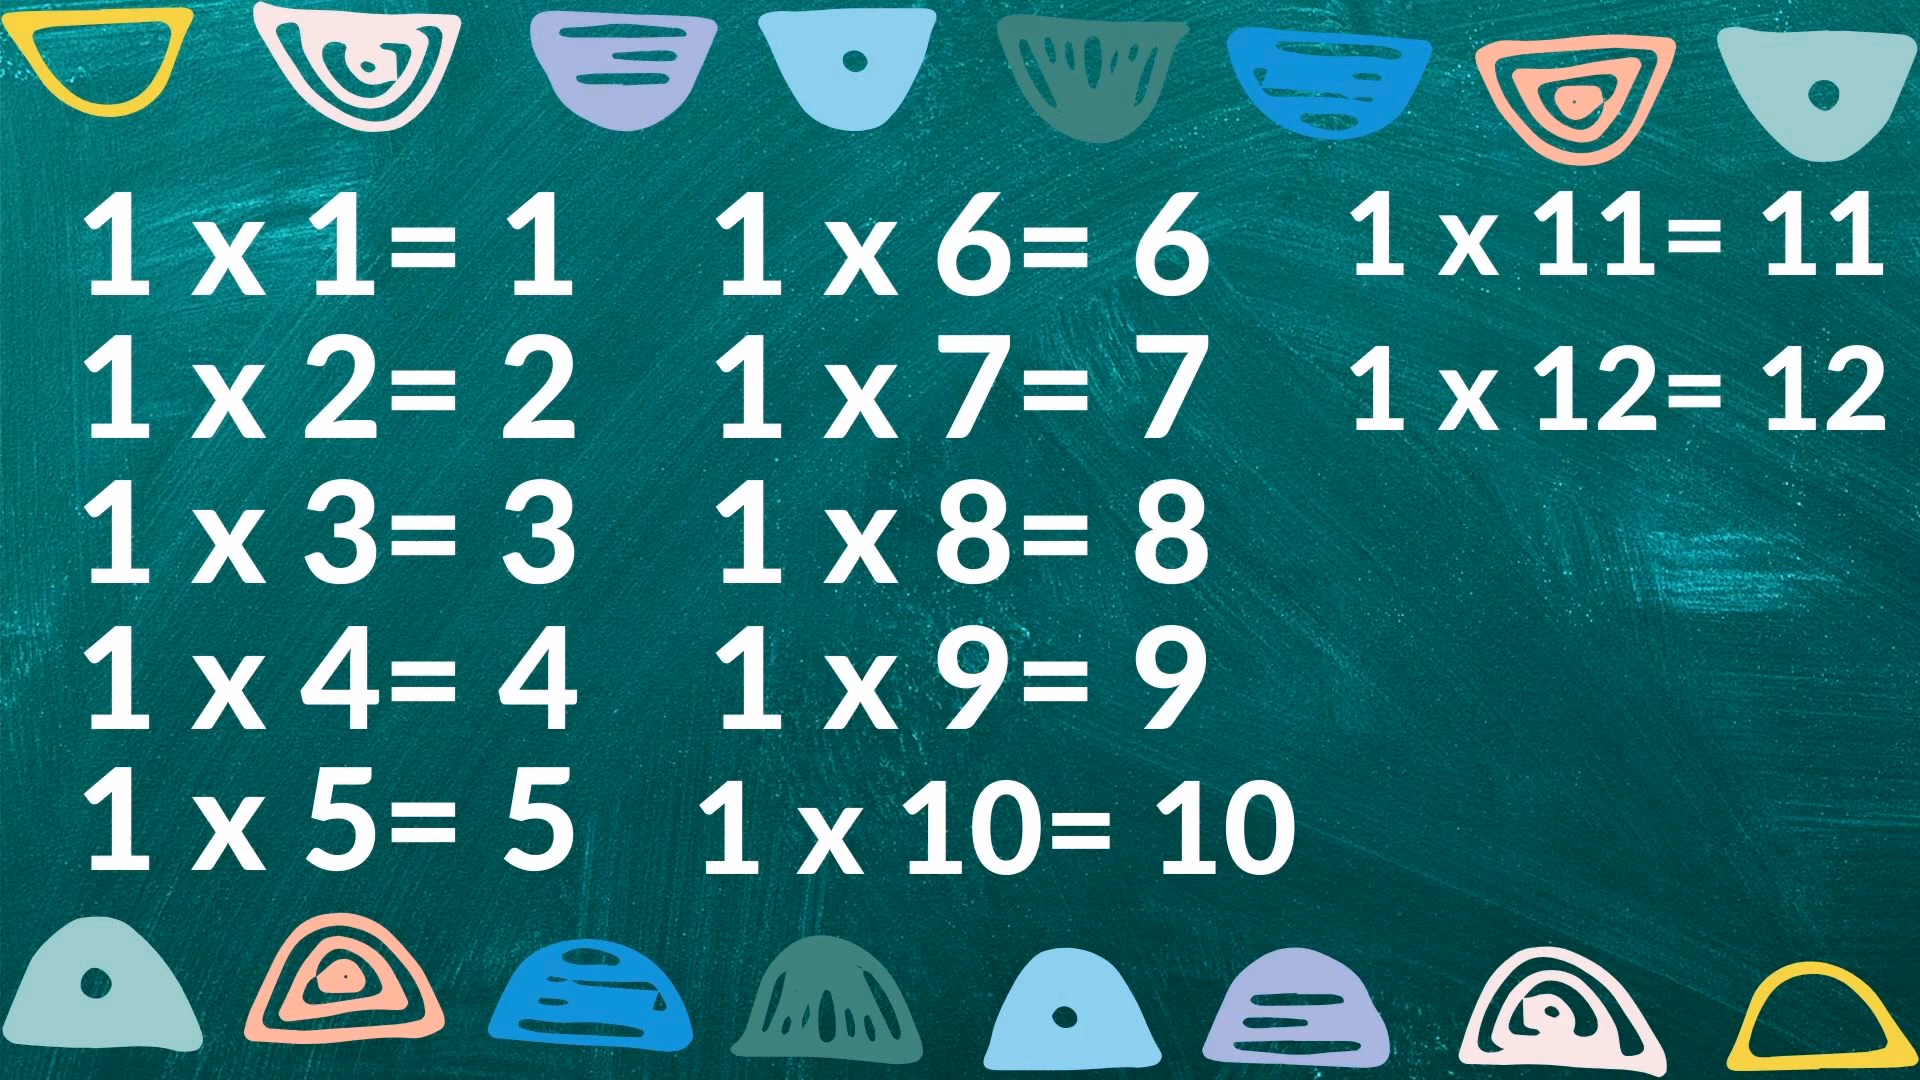 1 x 1= 1
1 x 2= 2
1 x 3= 3
1 x 4= 4
1 x 5= 5
1 x 6= 6
1 x 7= 7
1 x 8= 8
1 x 9= 9
1 x 10= 10
1 x 11= 11
1 x 12= 12